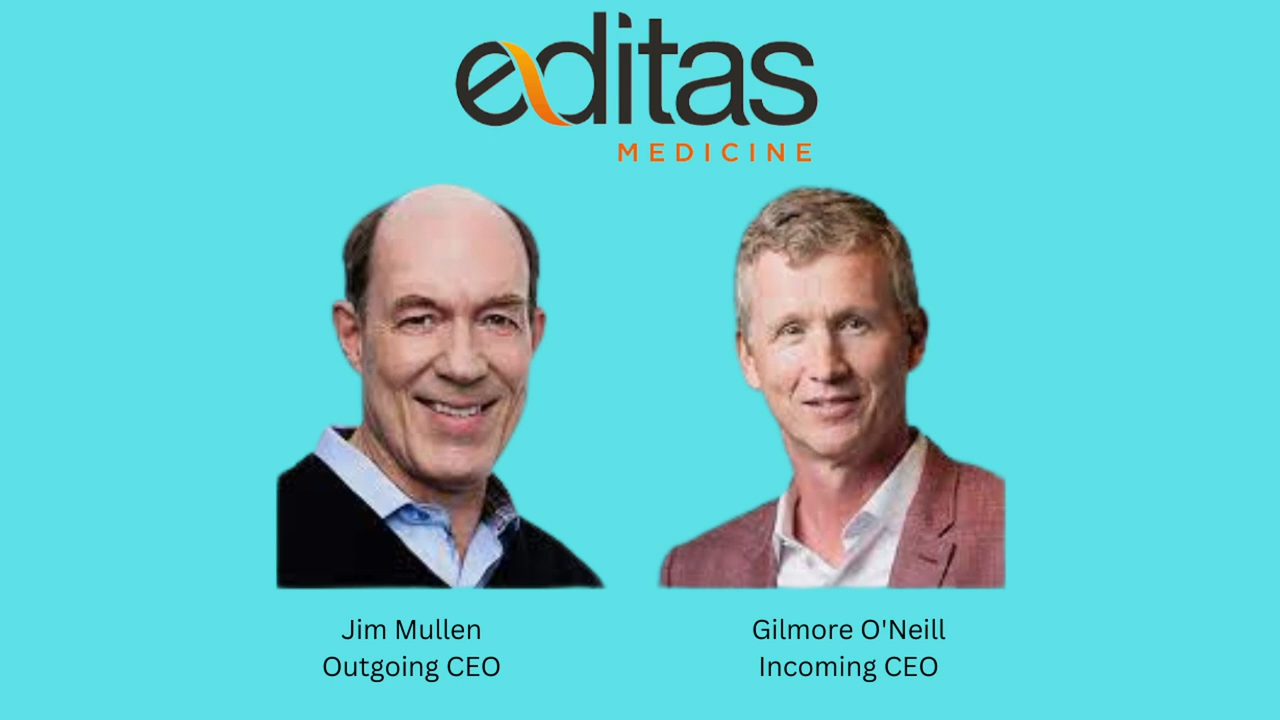 editas
MEDICINE
Jim Mullen
Outgoing CEO
Gilmore O'Neill
Incoming CEO